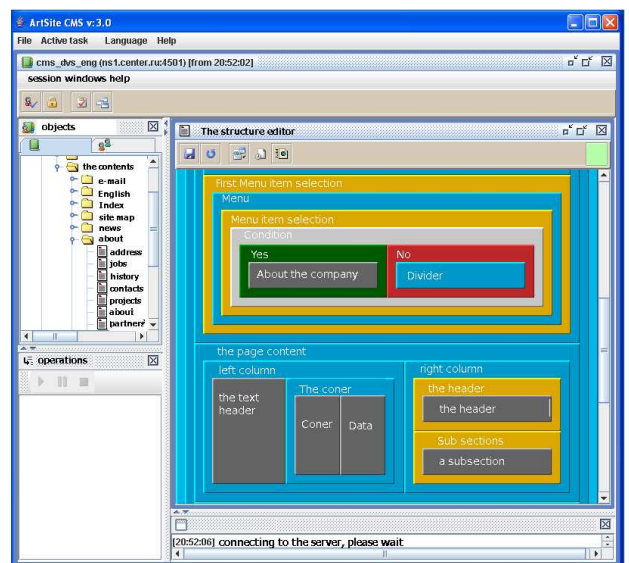 ArtSite CMS v: 3.0
File Active task Language Help
cms_dvs_eng (ns1.center.ru:4501) [from 20:52:02]
session windows help
objects
the contents
e-mail
English
Index
site map
news
about
address
jobs
history
contacts
projects
about
partner
operations
The structure editor
First Menu item selection
Menu
Menu item selection
Condition
Yes
About the company
No
Divider
the page content
left column
the text
header
The coner
Coner
Data
right column
the header
the header
Sub sections
a subsection
[20:52:06] connecting to the server, please wait